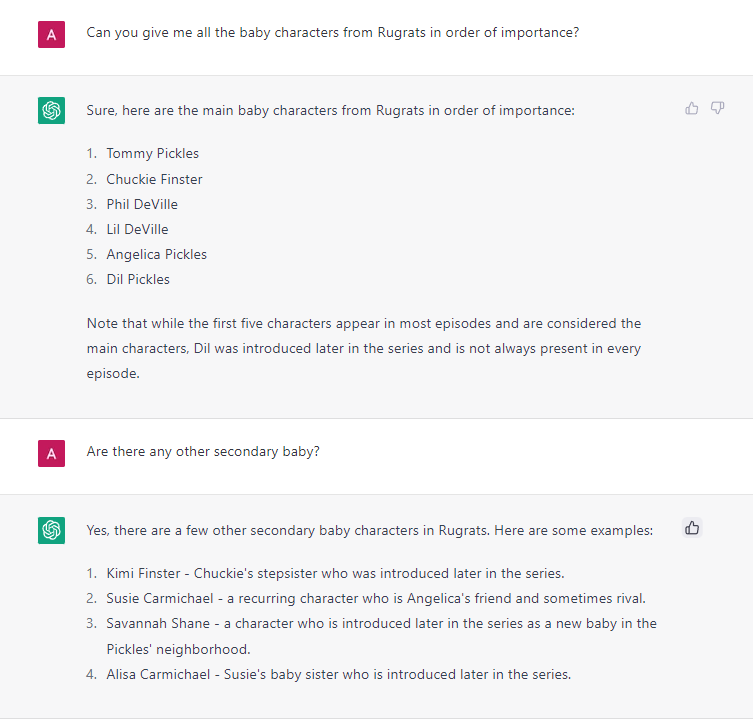 A
Can you give me all the baby characters from Rugrats in order of importance?
Sure, here are the main baby characters from Rugrats in order of importance:
1. Tommy Pickles
2. Chuckie Finster
3. Phil DeVille
4. Lil DeVille
5. Angelica Pickles
6. Dil Pickles
Note that while the first five characters appear in most episodes and are considered the
main characters, Dil was introduced later in the series and is not always present in every
episode.
A
Are there any other secondary baby?
Yes, there are a few other secondary baby characters in Rugrats. Here are some examples:
1. Kimi Finster - Chuckie's stepsister who was introduced later in the series.
2. Susie Carmichael - a recurring character who is Angelica's friend and sometimes rival.
3. Savannah Shane - a character who is introduced later in the series as a new baby in the
Pickles' neighborhood.
4. Alisa Carmichael - Susie's baby sister who is introduced later in the series.